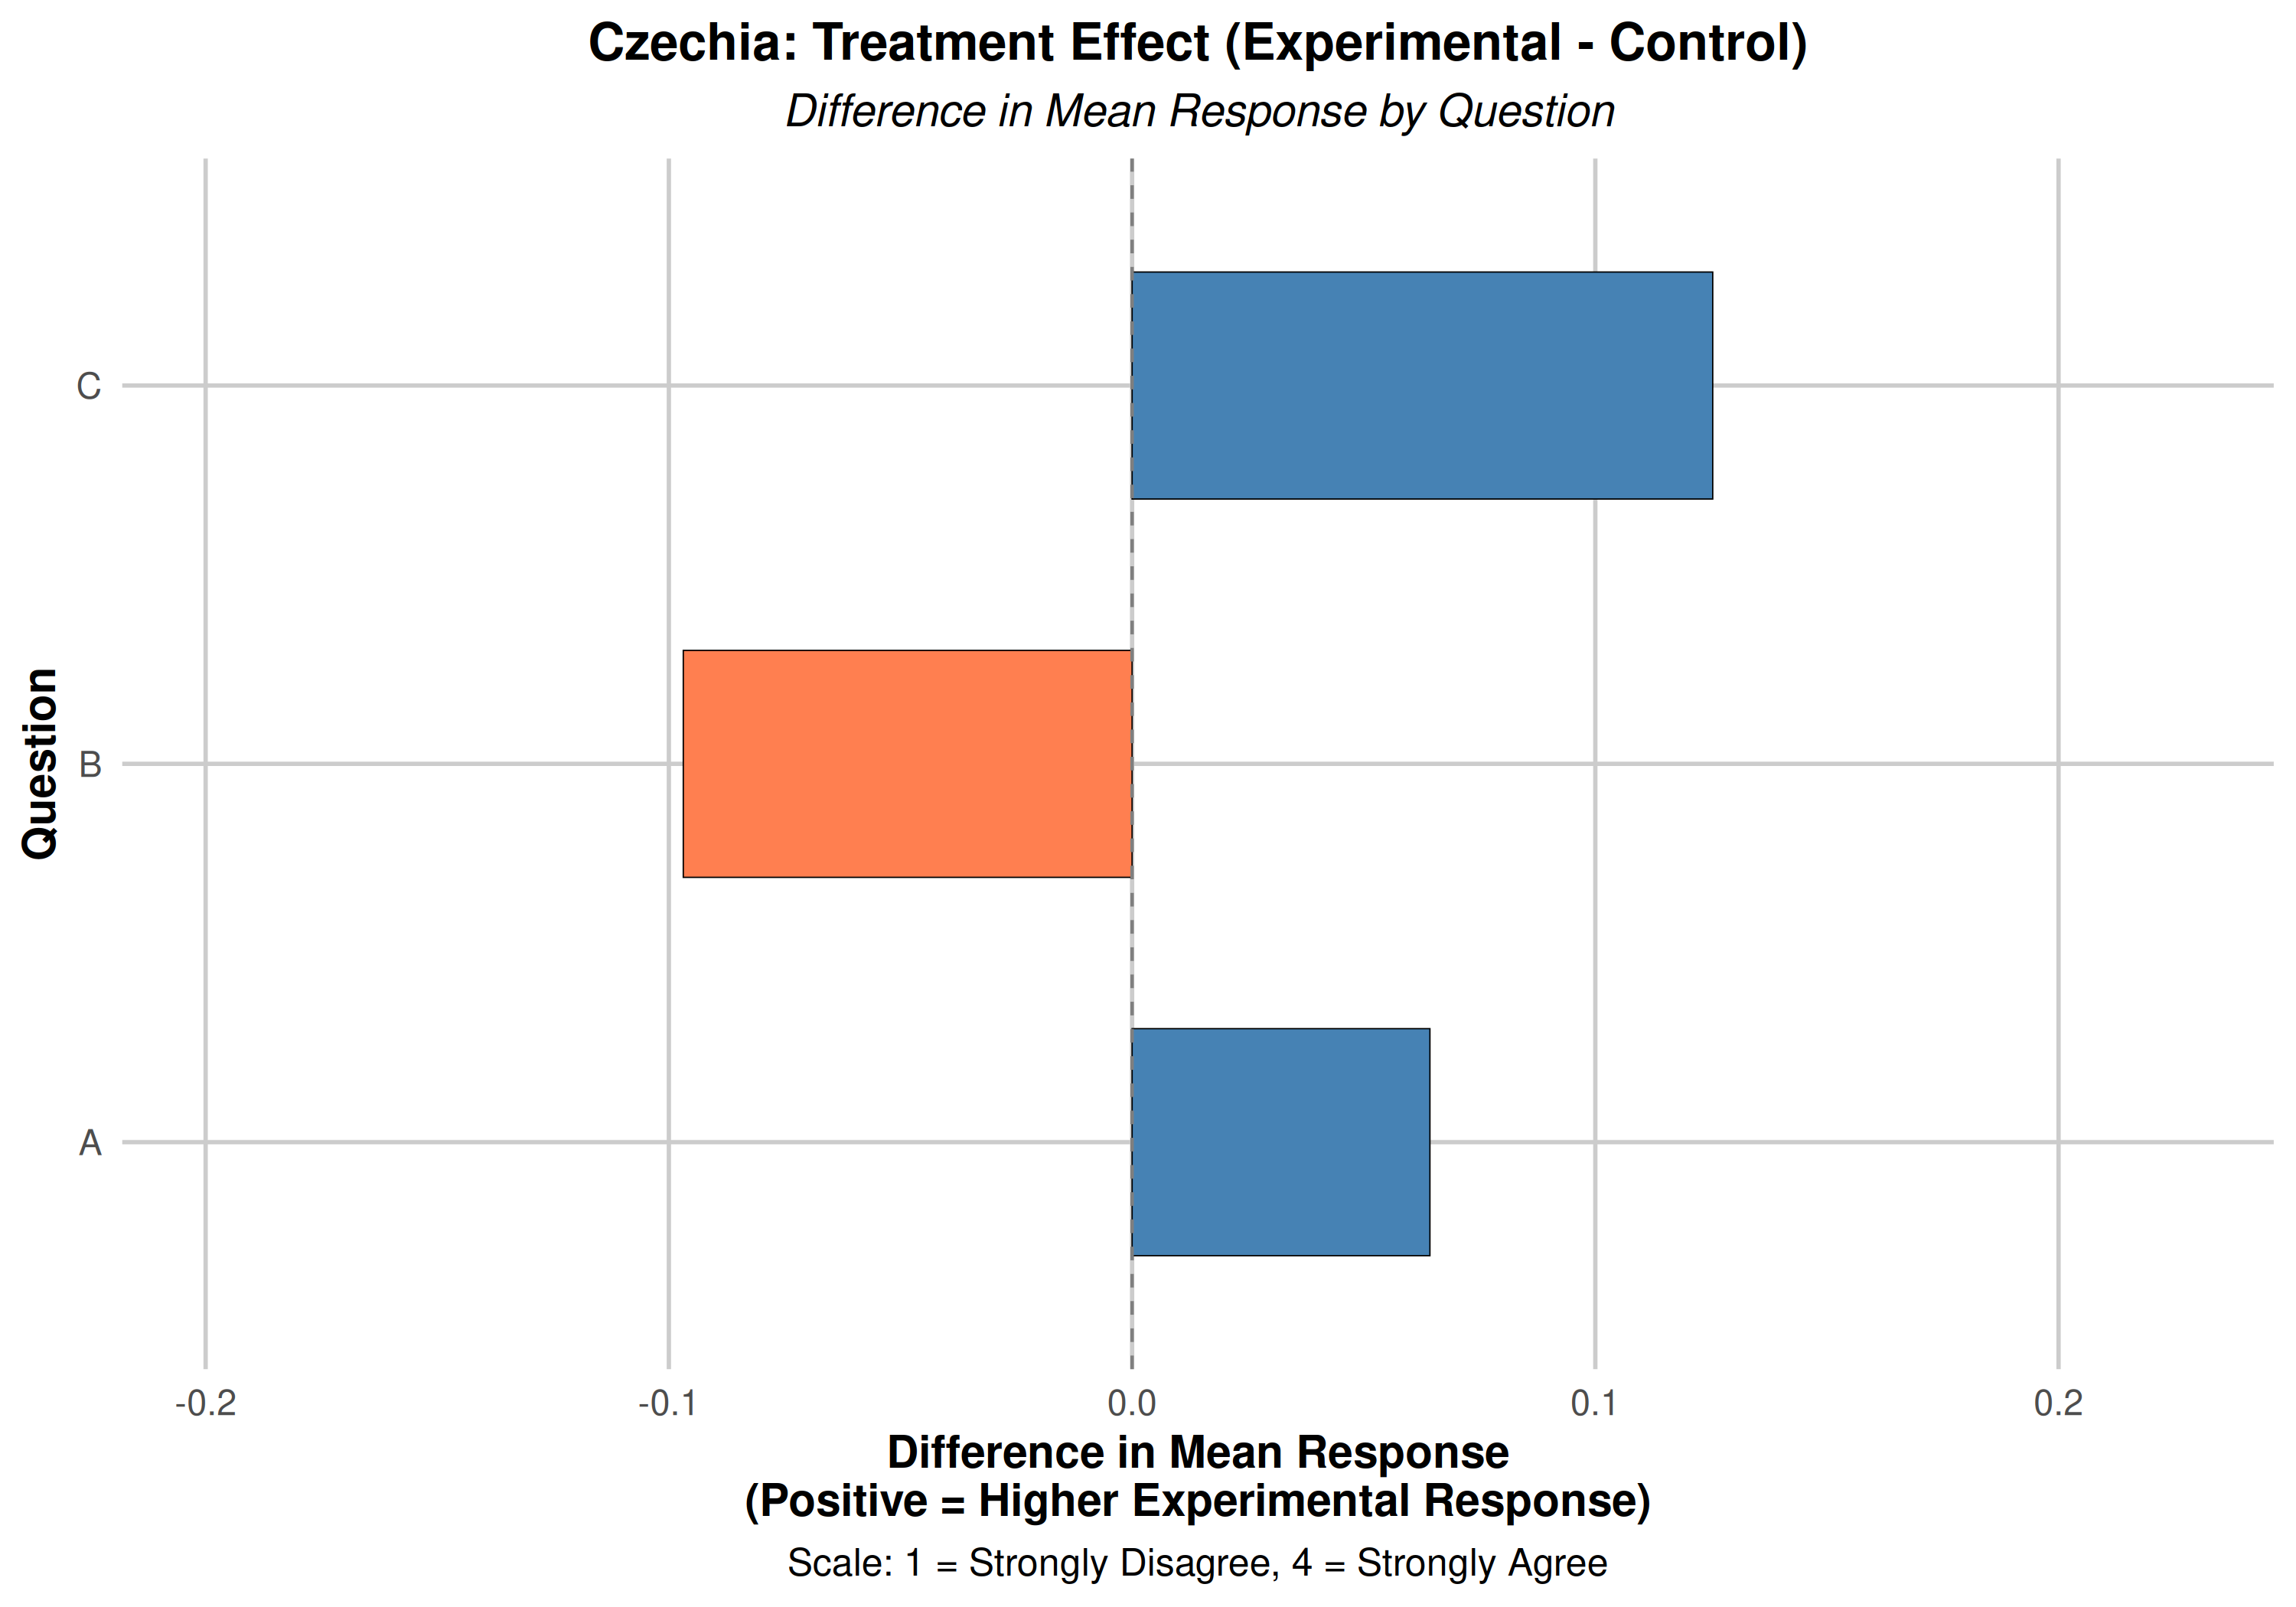 Czechia: Treatment Effect (Experimental - Control)
Difference in Mean Response by Question
Question
C
B
A
-0.2
-0.1
0.0
0.1
0.2
Difference in Mean Response
(Positive = Higher Experimental Response)
Scale: 1 = Strongly Disagree, 4 = Strongly Agree